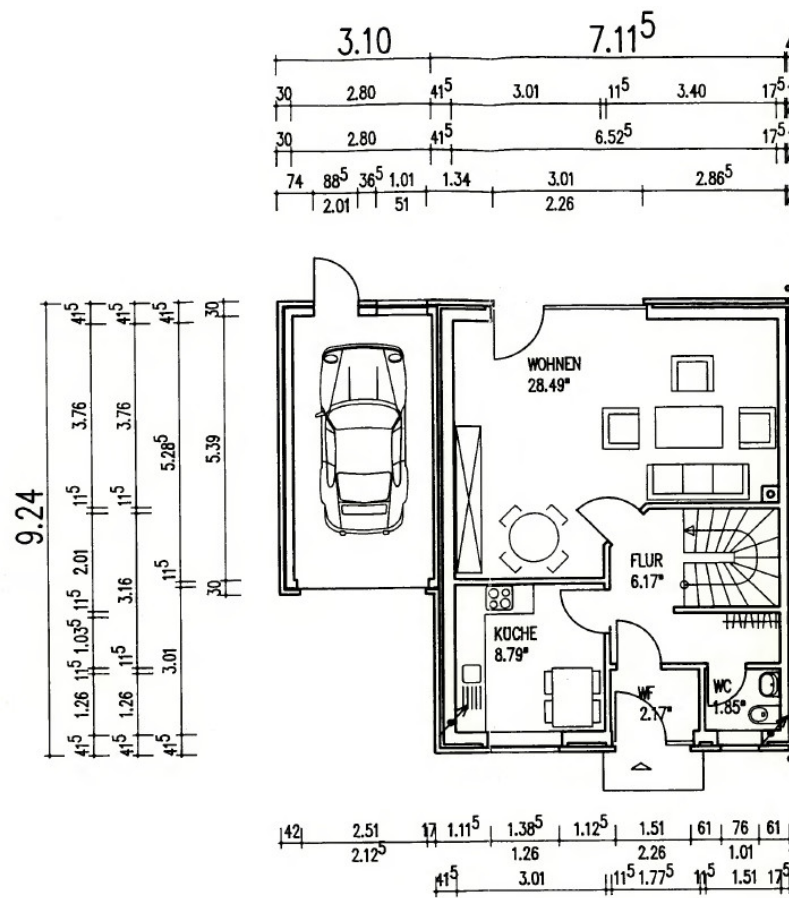 3.10 7.11⁵
30 2.80 41⁵ 3.01 11⁵ 3.40 17⁵
30 2.80 41⁵ 6.52⁵ 17⁵
74 88⁵ 36⁵ 1.01 1.34 3.01 2.86⁵
2.01 51 2.26
9.24
41⁵ 3.76 11⁵ 2.01 11⁵ 1.03⁵ 11⁵ 1.26 41⁵
41⁵ 3.76 11⁵ 3.16 11⁵ 1.26 41⁵
41⁵ 5.28⁵ 11⁵ 3.01 41⁵
30 5.39 30
WOHNEN
28.49"
FLUR
6.17"
KÜCHE
8.79"
WF
2.17"
WC
1.85"
42 2.51 17 1.11⁵ 1.38⁵ 1.12⁵ 1.51 61 76 61
2.12⁵ 1.26 2.26 1.01
41⁵ 3.01 11⁵ 1.77⁵ 11⁵ 1.51 17⁵